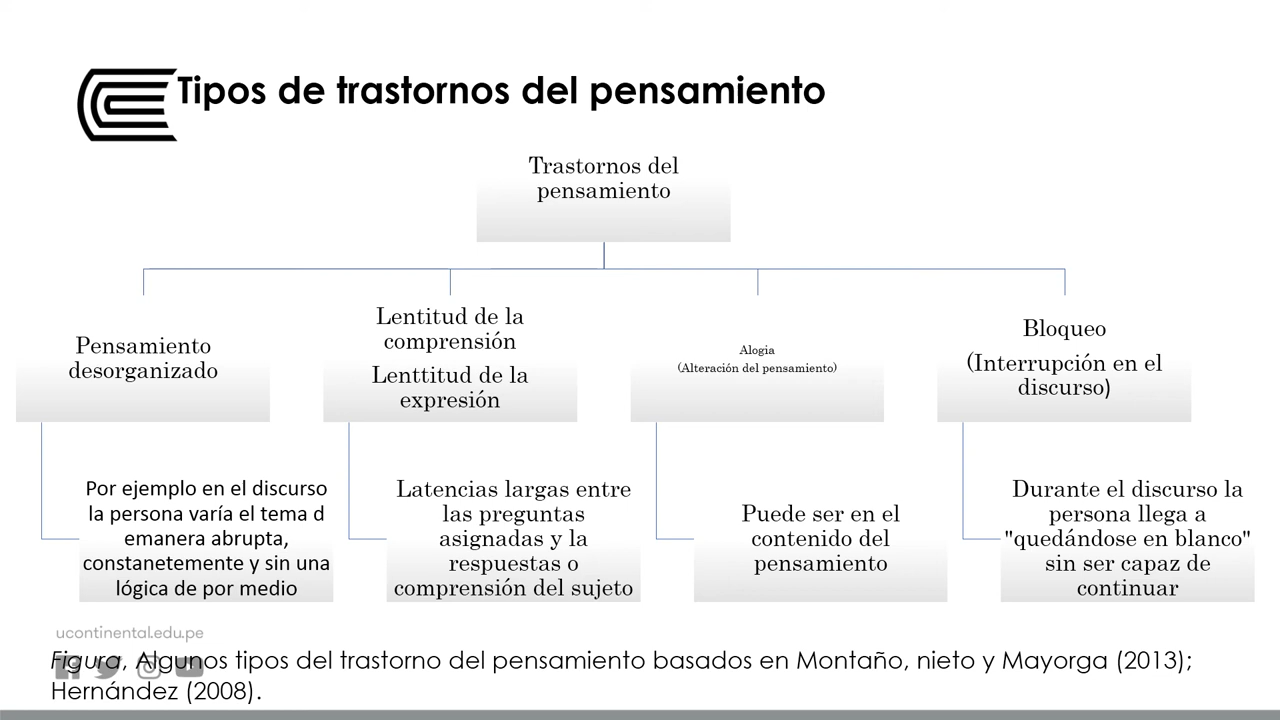 Tipos de trastornos del pensamiento
Trastornos del
pensamiento
Pensamiento
desorganizado
Lentitud de la
comprensión
Lenttitud de la
expresión
Alogia
(Alteración del pensamiento)
Bloqueo
(Interrupción en el
discurso)
Por ejemplo en el discurso
la persona varía el tema d
emanera abrupta,
constanetemente y sin una
lógica de por medio
Latencias largas entre
las preguntas
asignadas y la
respuestas o
comprensión del sujeto
Puede ser en el
contenido del
pensamiento
Durante el discurso la
persona llega a
"quedándose en blanco"
sin ser capaz de
continuar
ucontinental.edu.pe
Figura, Algunos tipos del trastorno del pensamiento basados en Montaño, nieto y Mayorga (2013);
Hernández (2008).